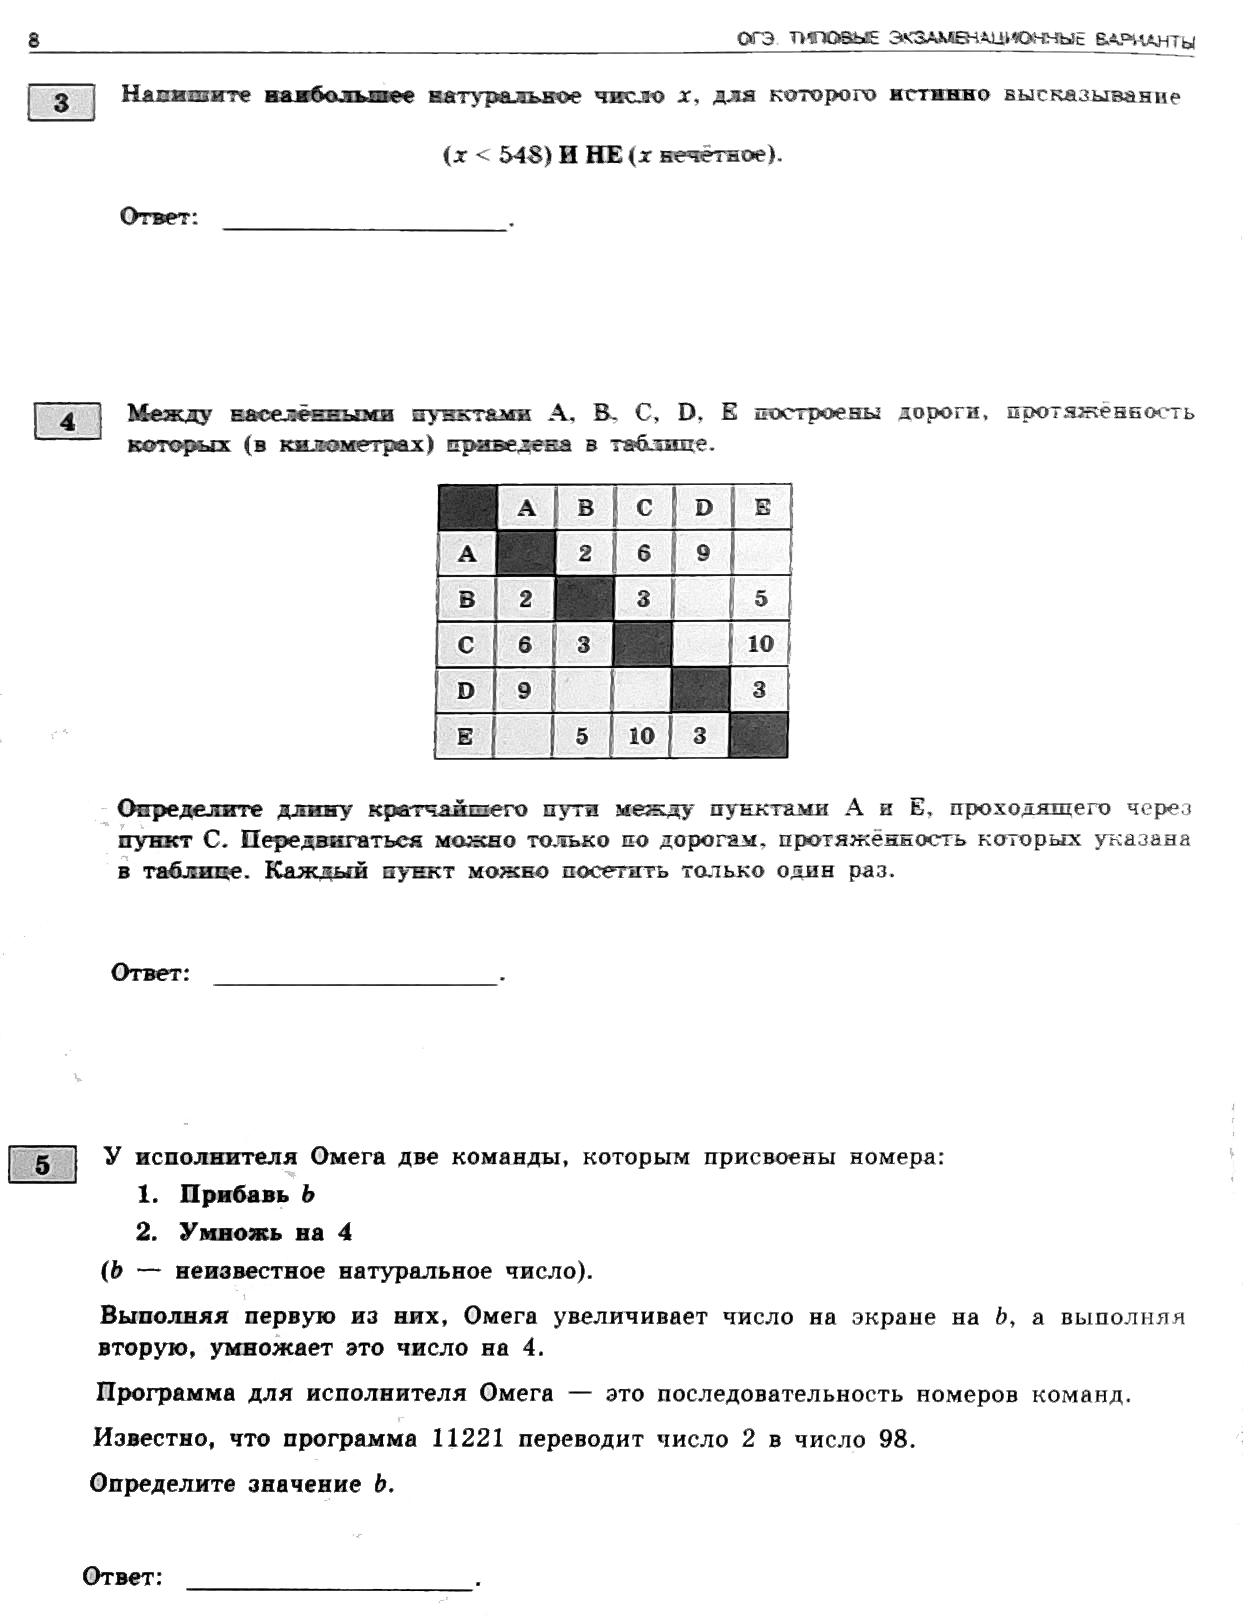 8
ОГЭ. ТИПОВЫЕ ЭКЗАМЕНАЦИОННЫЕ ВАРИАНТЫ
3
Напишите наибольшее натуральное число x, для которого истинно высказывание
(x < 548) И НЕ (x нечётное).
Ответ: ____________________.
4
Между населёнными пунктами A, B, C, D, E построены дороги, протяжённость
которых (в километрах) приведена в таблице.
A B C D E
A 2 6 9
B 2 3 5
C 6 3 10
D 9 3
E 5 10 3
Определите длину кратчайшего пути между пунктами A и E, проходящего через
пункт C. Передвигаться можно только по дорогам, протяжённость которых указана
в таблице. Каждый пункт можно посетить только один раз.
Ответ: ____________________.
5
У исполнителя Омега две команды, которым присвоены номера:
1. Прибавь b
2. Умножь на 4
(b — неизвестное натуральное число).
Выполняя первую из них, Омега увеличивает число на экране на b, а выполняя
вторую, умножает это число на 4.
Программа для исполнителя Омега — это последовательность номеров команд.
Известно, что программа 11221 переводит число 2 в число 98.
Определите значение b.
Ответ: ____________________.